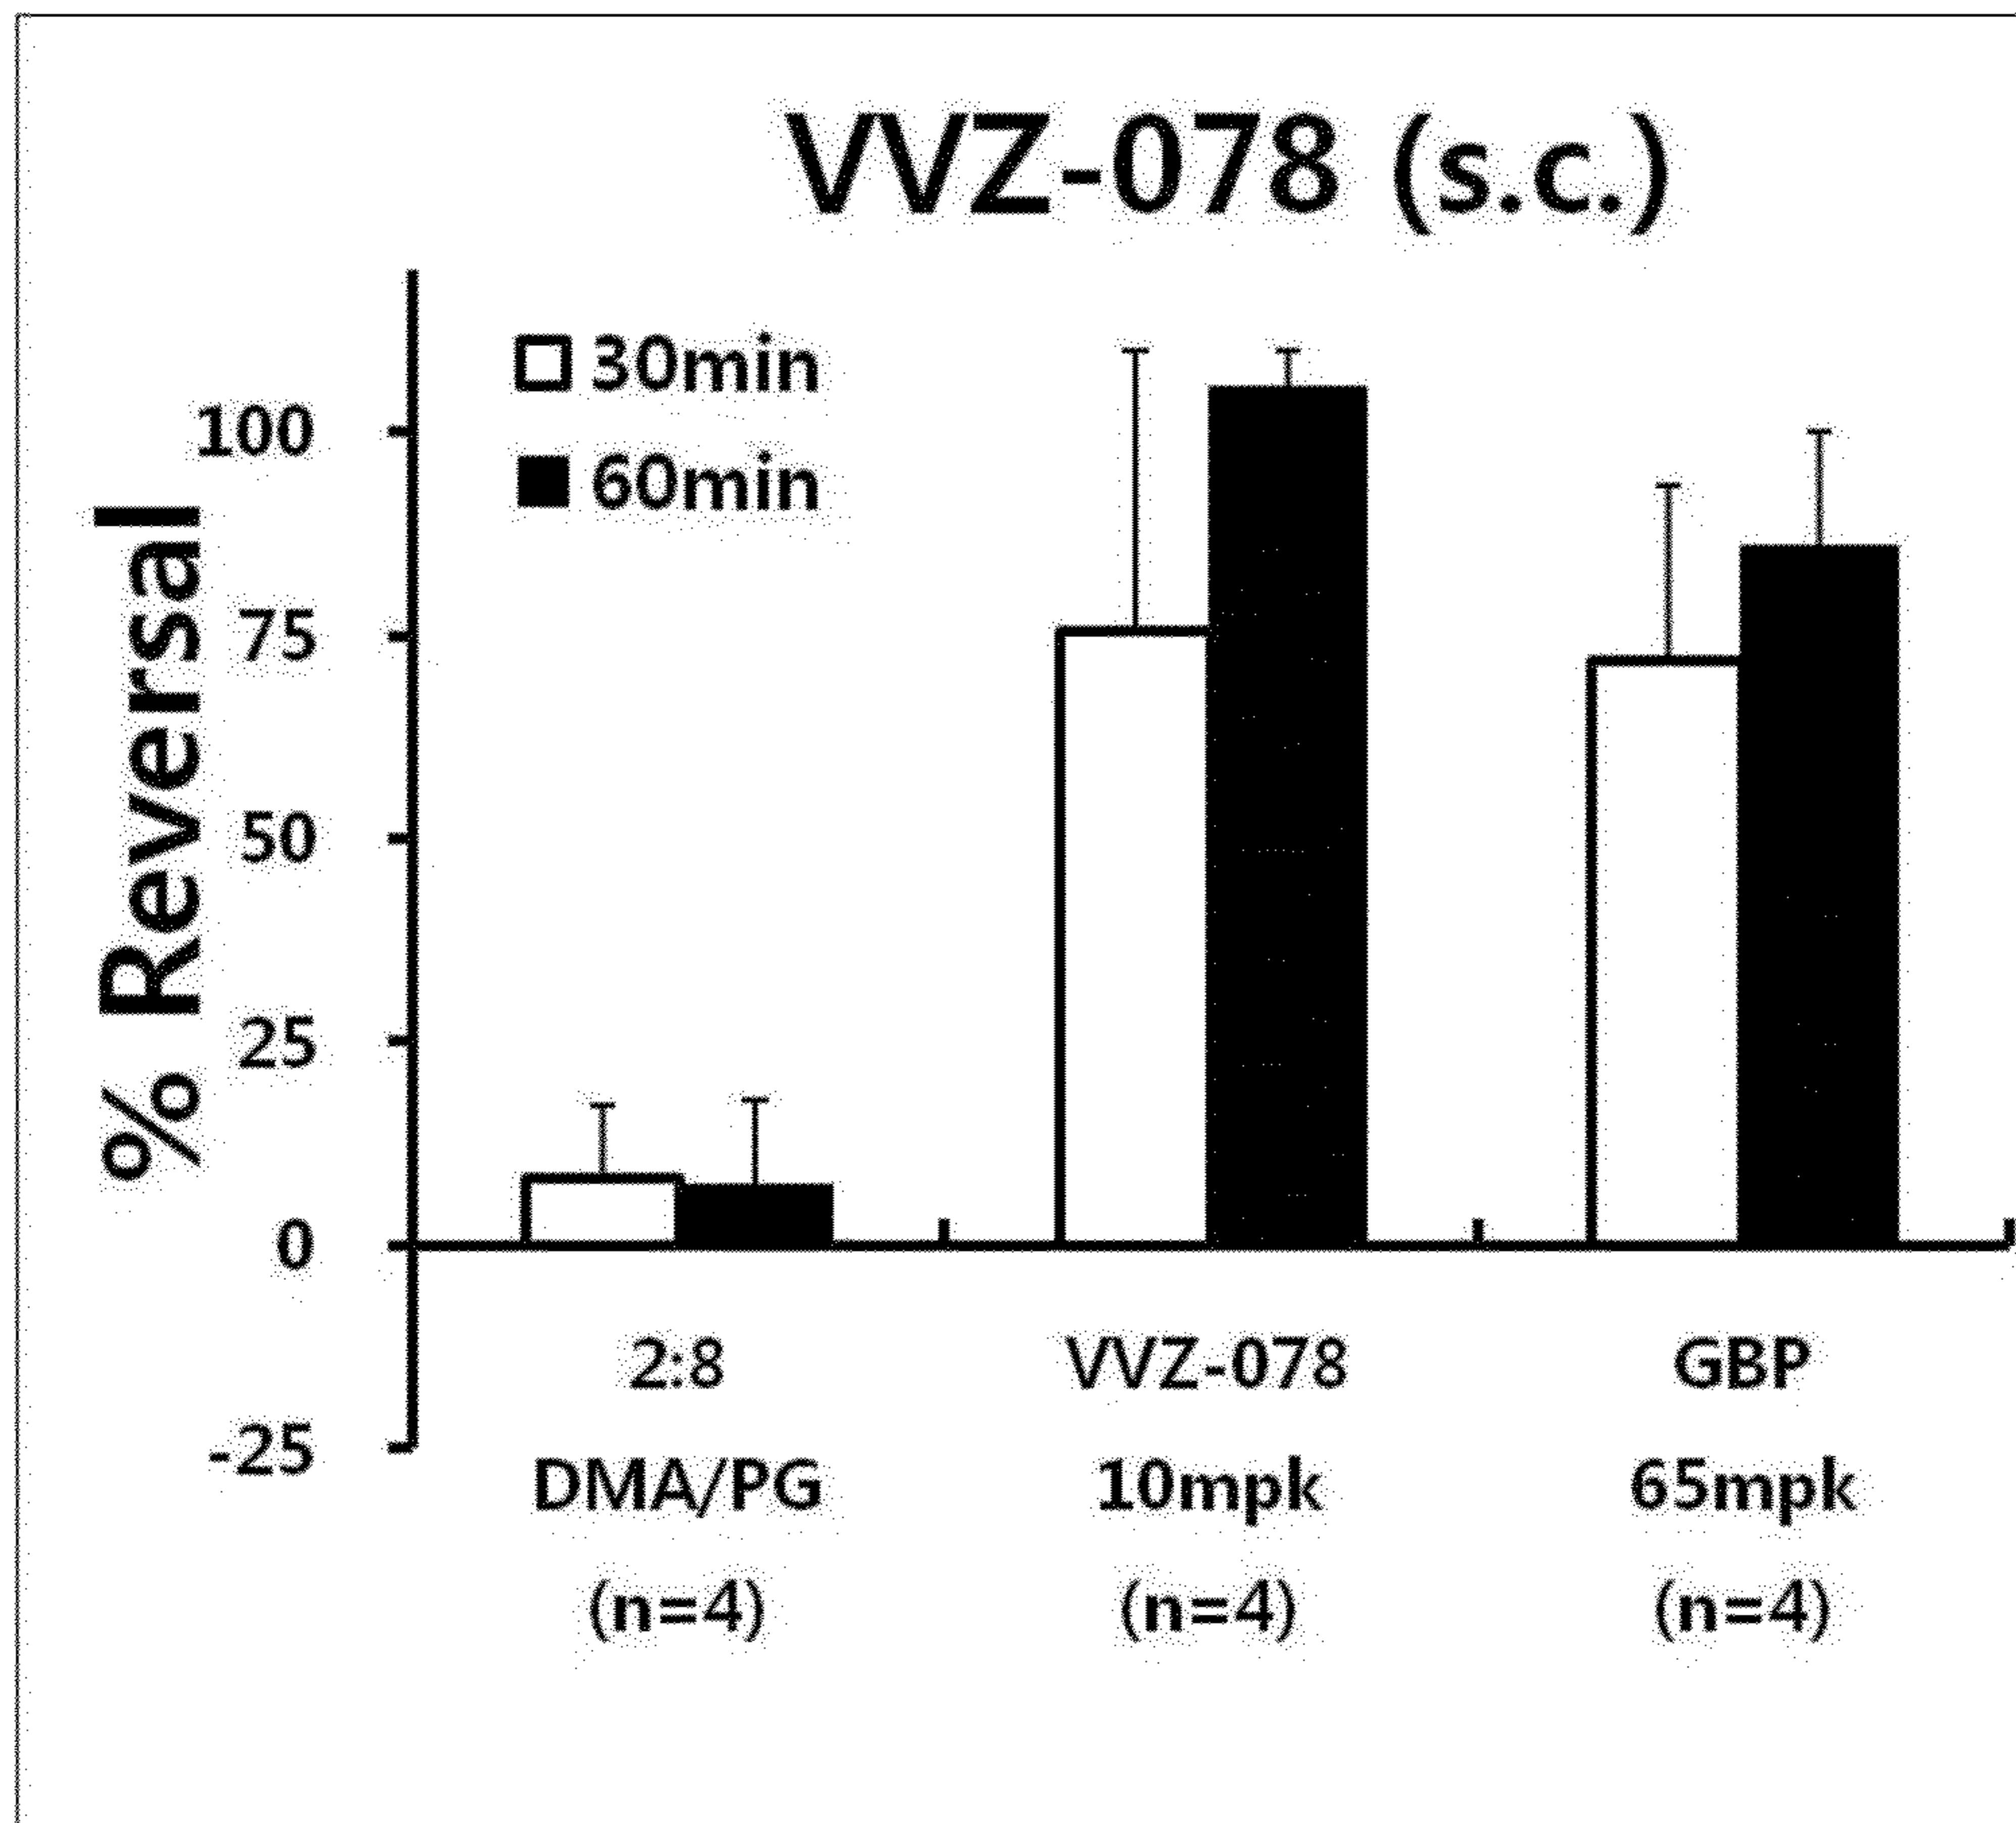 VVZ-078 (s.c.)
30min
60min
% Reversal
100
75
50
25
0
-25
2:8
DMA/PG
(n=4)
VVZ-078
10mpk
(n=4)
GBP
65mpk
(n=4)